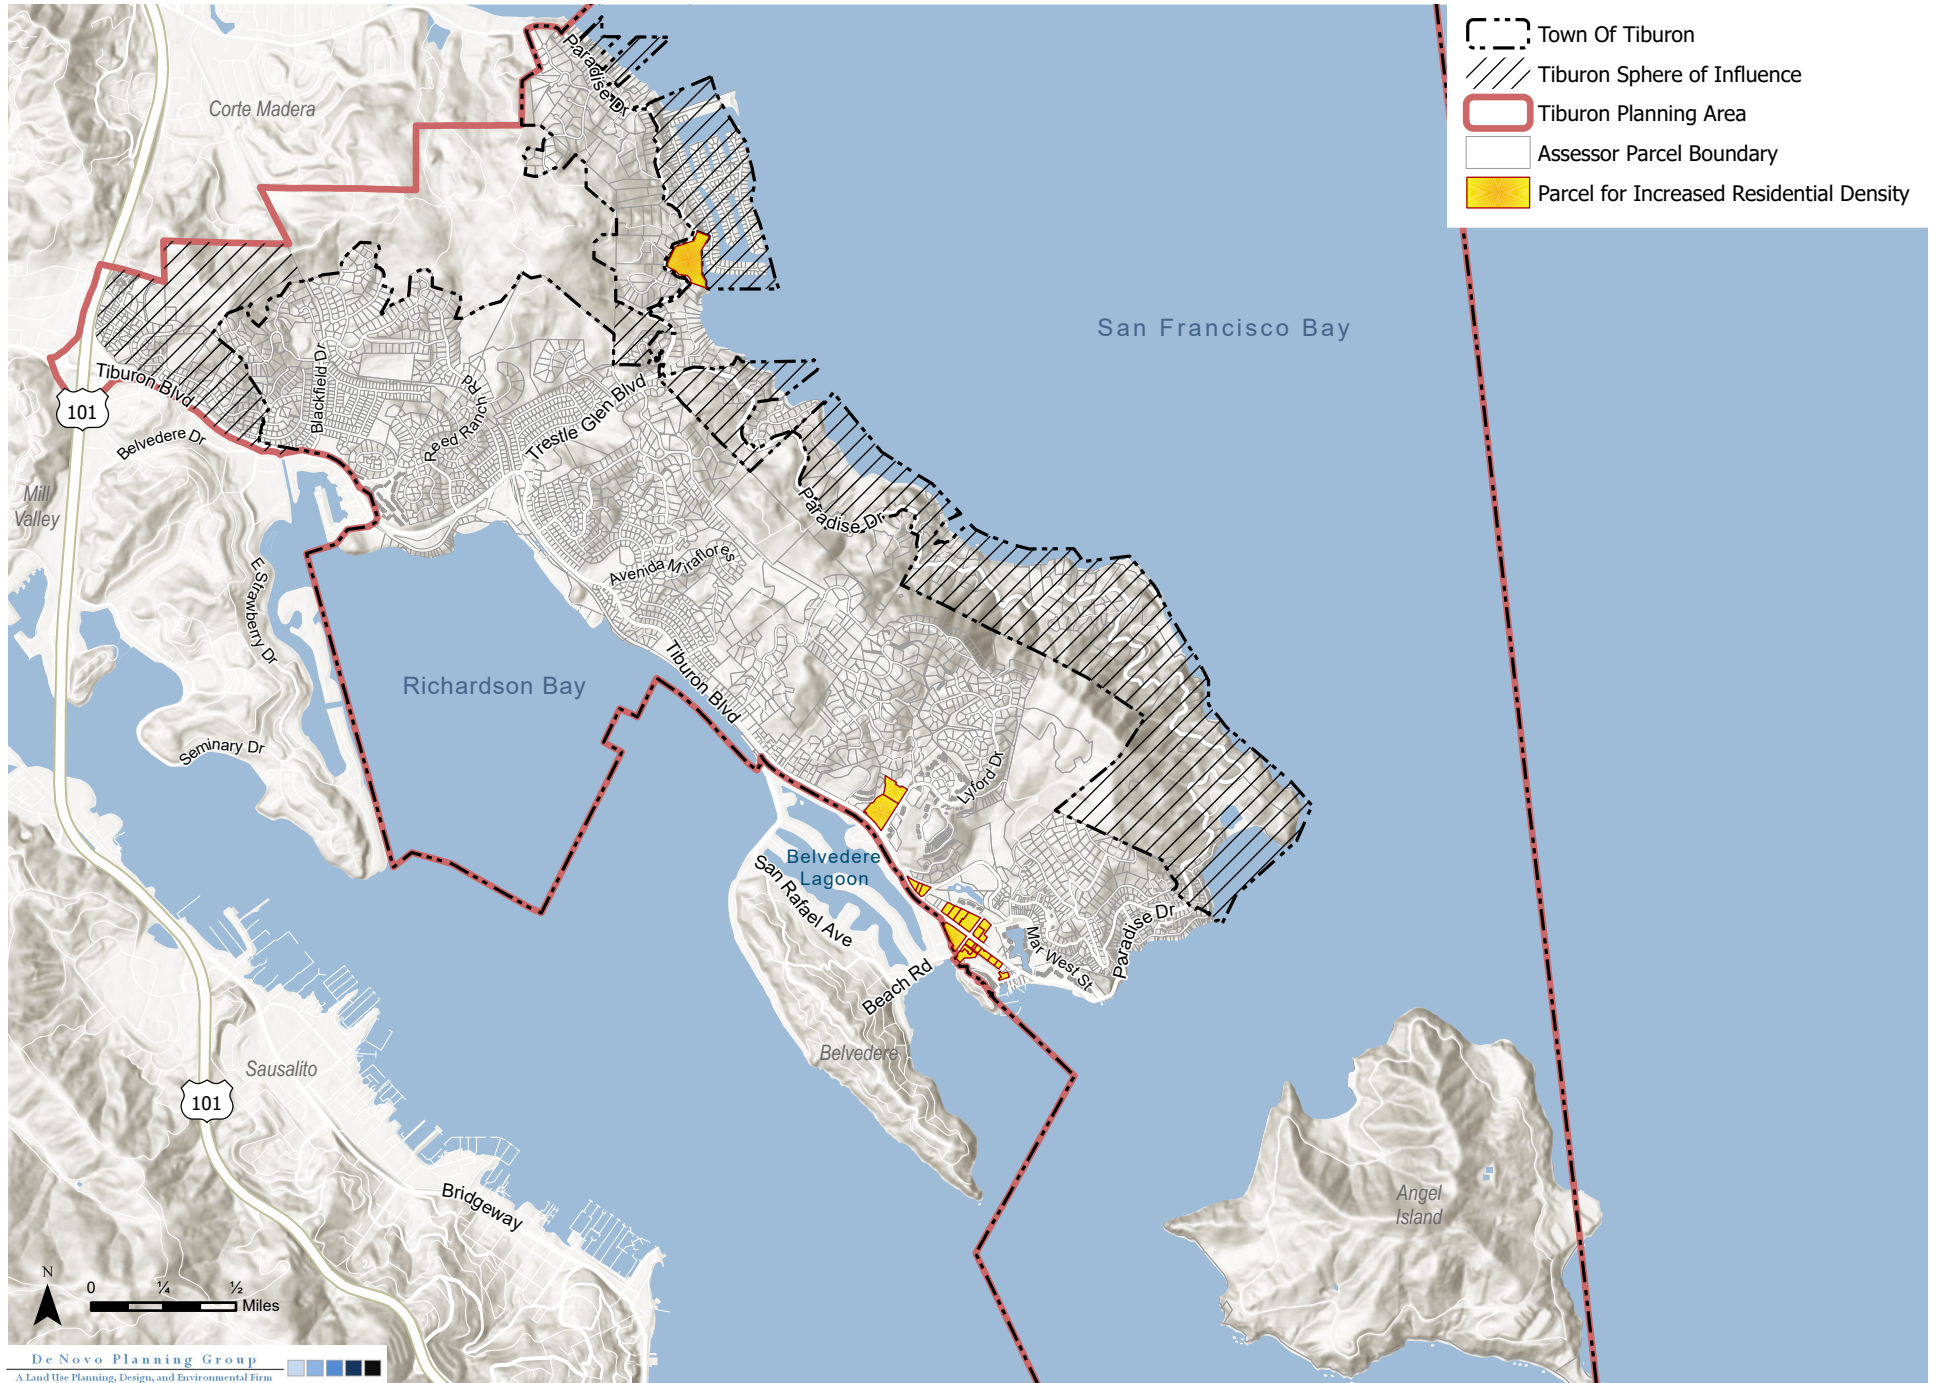 Town Of Tiburon
Tiburon Sphere of Influence
Tiburon Planning Area
Assessor Parcel Boundary
Parcel for Increased Residential Density
Paradise Dr
Corte Madera
San Francisco Bay
Tiburon Blvd
101
Blackfield Dr
Reed Ranch Rd
Trestle Glen Blvd
Belvedere Dr
Mill
Valley
Paradise Dr
E Strawberry Dr
Avenida Miraflores
Tiburon Blvd
Richardson Bay
Seminary Dr
Lyford Dr
Belvedere
Lagoon
San Rafael Ave
Mar West St
Paradise Dr
Beach Rd
Belvedere
Sausalito
101
Bridgeway
Angel
Island
N
0 ¼ ½
Miles
De Novo Planning Group
A Land Use Planning, Design, and Environmental Firm